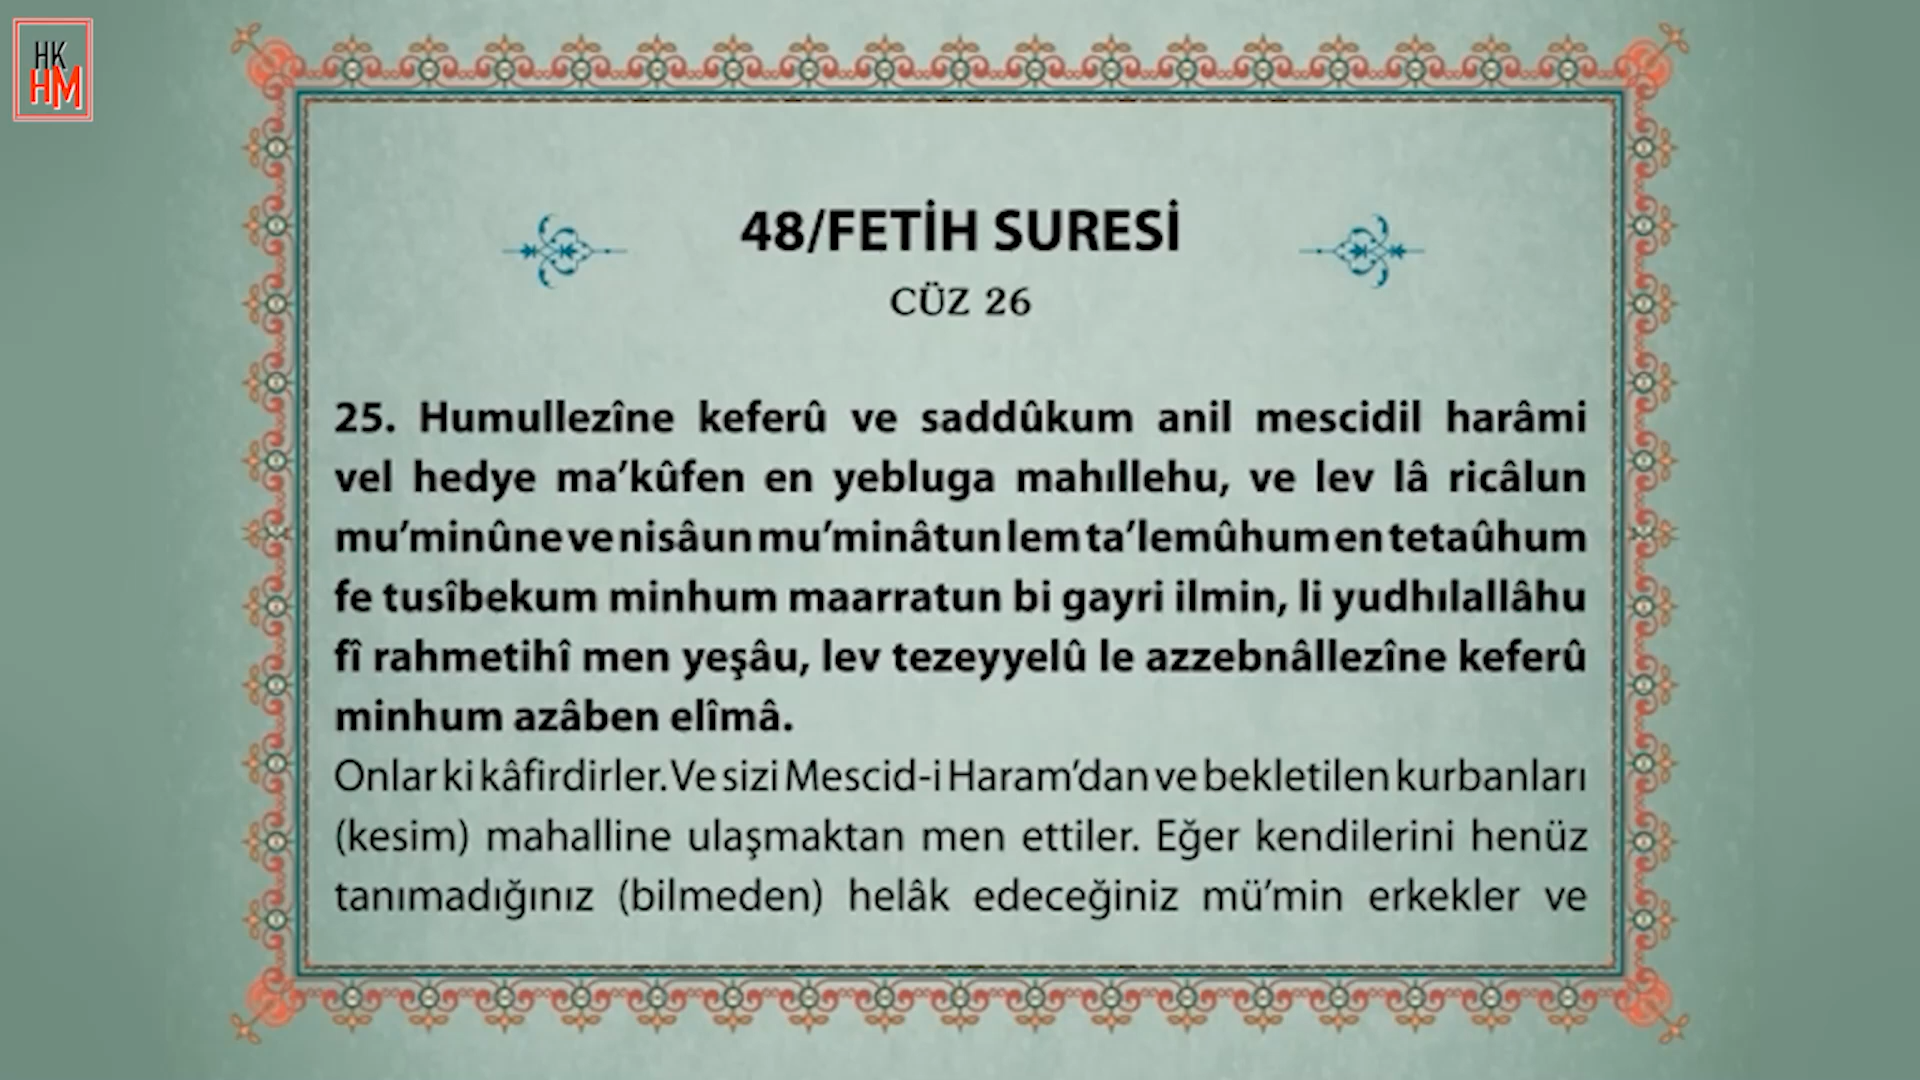 HK
HM
48/FETİH SURESİ
CÜZ 26
25. Humullezîne keferû ve saddûkum anil mescidil harâmi
vel hedye ma’kûfen en yebluga mahıllehu, ve lev lâ ricâlun
mu’minûne ve nisâun mu’minâtun lem ta’lemûhum en tetaûhum
fe tusîbekum minhum maarratun bi gayri ilmin, li yudhılallâhu
fî rahmetihî men yeşâu, lev tezeyyelû le azzebnâllezîne keferû
minhum azâben elîmâ.
Onlar ki kâfirdirler. Ve sizi Mescid-i Haram’dan ve bekletilen kurbanları
(kesim) mahalline ulaşmaktan men ettiler. Eğer kendilerini henüz
tanımadığınız (bilmeden) helâk edeceğiniz mü’min erkekler ve